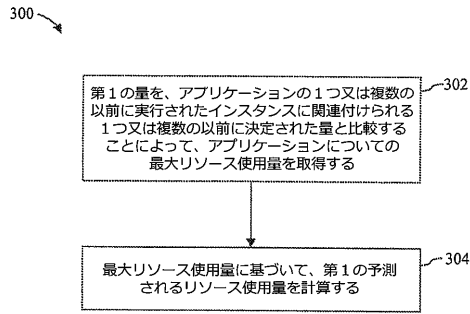 300
302
第１の量を、アプリケーションの１つ又は複数の
以前に実行されたインスタンスに関連付けられる
１つ又は複数の以前に決定された量と比較する
ことによって、アプリケーションについての
最大リソース使用量を取得する
304
最大リソース使用量に基づいて、第１の予測
されるリソース使用量を計算する